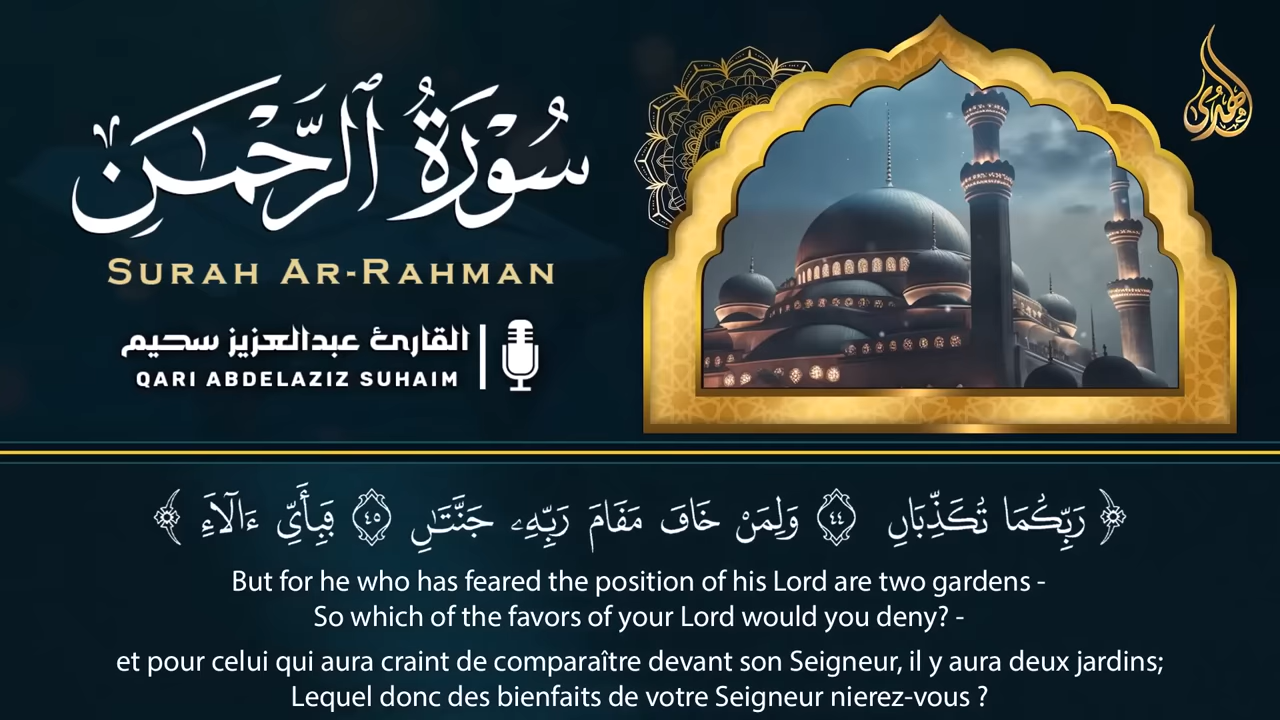 سُورَةُ ٱلرَّحْمَـٰنِ
SURAH AR-RAHMAN
القارئ عبدالعزيز سحيم
QARI ABDELAZIZ SUHAIM
الهدى
﴿ رَبِّكُمَا تُكَذِّبَانِ ٤٤ وَلِمَنْ خَافَ مَقَامَ رَبِّهِۦ جَنَّتَـٰنِ ٤٥ فَبِأَيِّ ءَالَآءِ ﴾
But for he who has feared the position of his Lord are two gardens -
So which of the favors of your Lord would you deny? -
et pour celui qui aura craint de comparaître devant son Seigneur, il y aura deux jardins;
Lequel donc des bienfaits de votre Seigneur nierez-vous ?